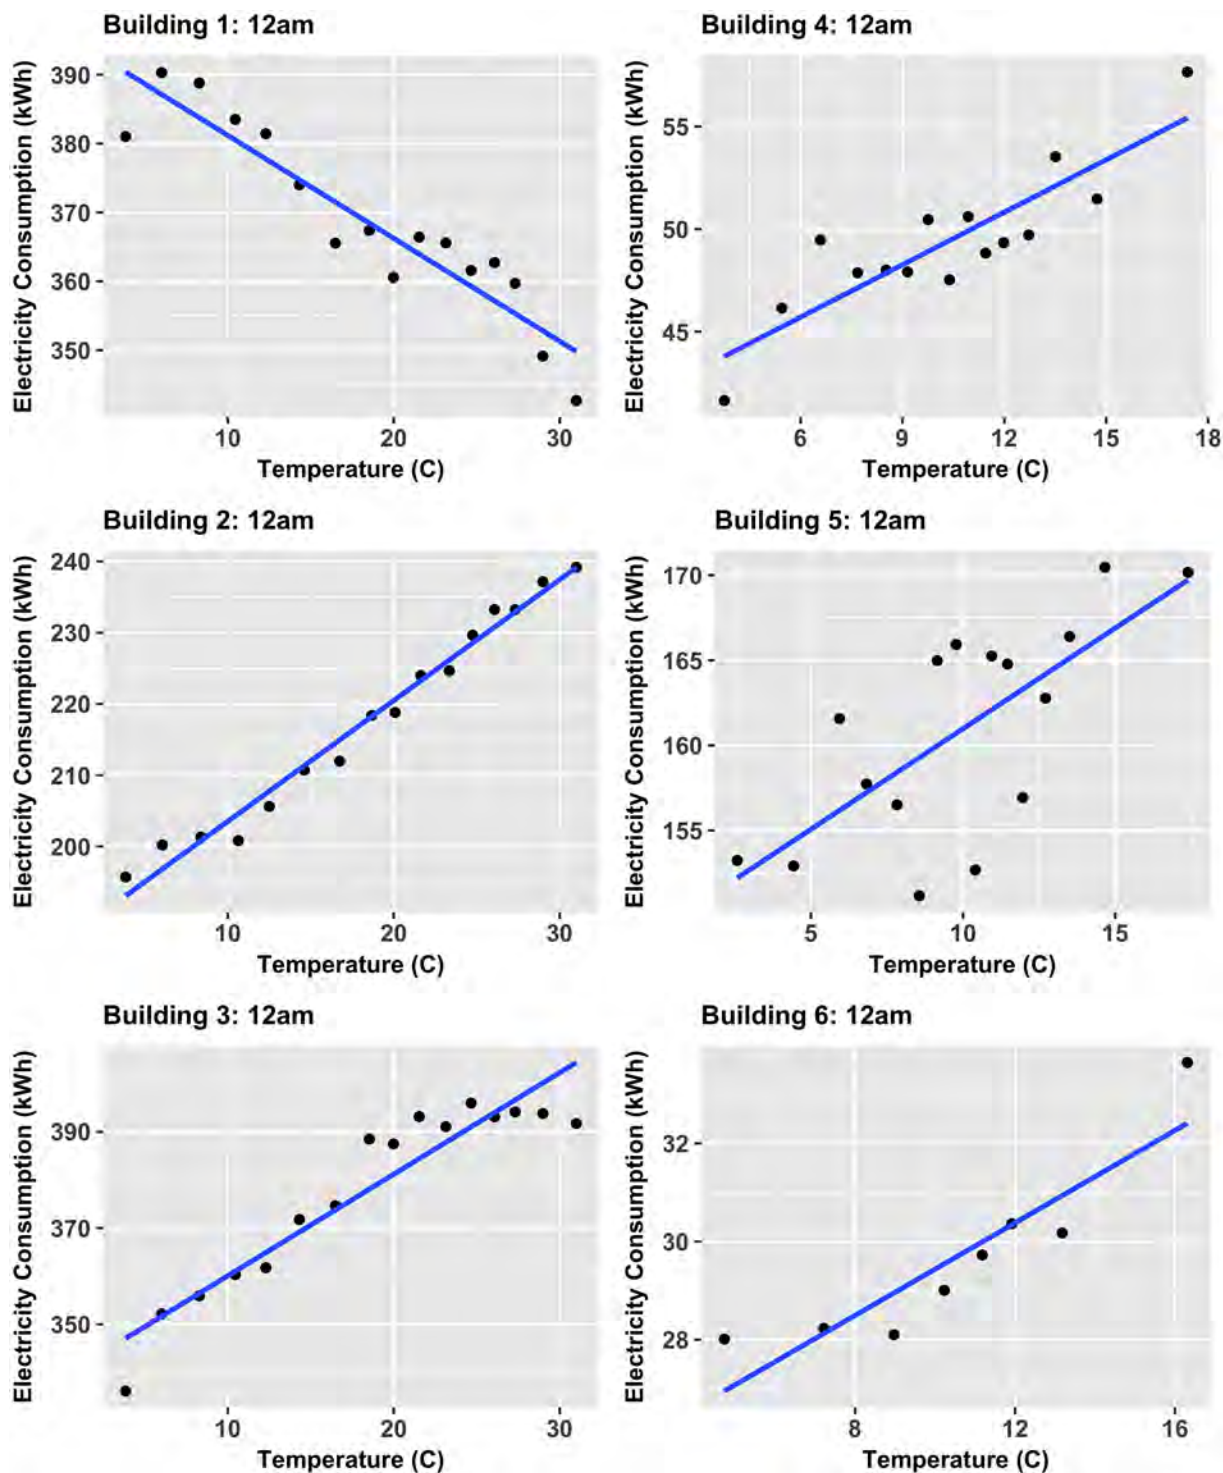 Building 1: 12am
Electricity Consumption (kWh)
390
380
370
360
350
10 20 30
Temperature (C)
Building 4: 12am
Electricity Consumption (kWh)
55
50
45
6 9 12 15 18
Temperature (C)
Building 2: 12am
Electricity Consumption (kWh)
240
230
220
210
200
10 20 30
Temperature (C)
Building 5: 12am
Electricity Consumption (kWh)
170
165
160
155
5 10 15
Temperature (C)
Building 3: 12am
Electricity Consumption (kWh)
390
370
350
10 20 30
Temperature (C)
Building 6: 12am
Electricity Consumption (kWh)
32
30
28
8 12 16
Temperature (C)